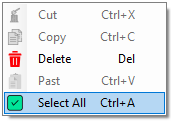 Cut Ctrl+X
Copy Ctrl+C
Delete Del
Past Ctrl+V
Select All Ctrl+A